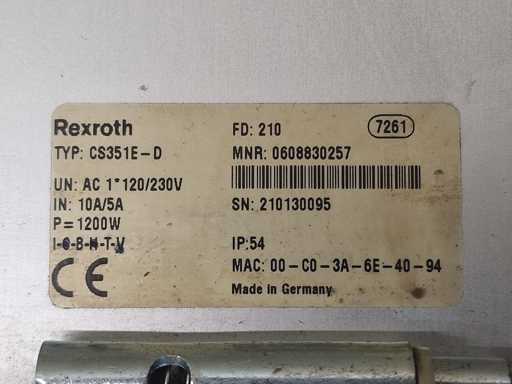 Rexroth
FD: 210
7261
TYP: CS351E-D
MNR: 0608830257
UN: AC 1*120/230V
IN: 10A/5A
SN: 210130095
P=1200W
I-O-B-N-T-V
IP:54
MAC: 00-C0-3A-6E-40-94
CE
Made in Germany